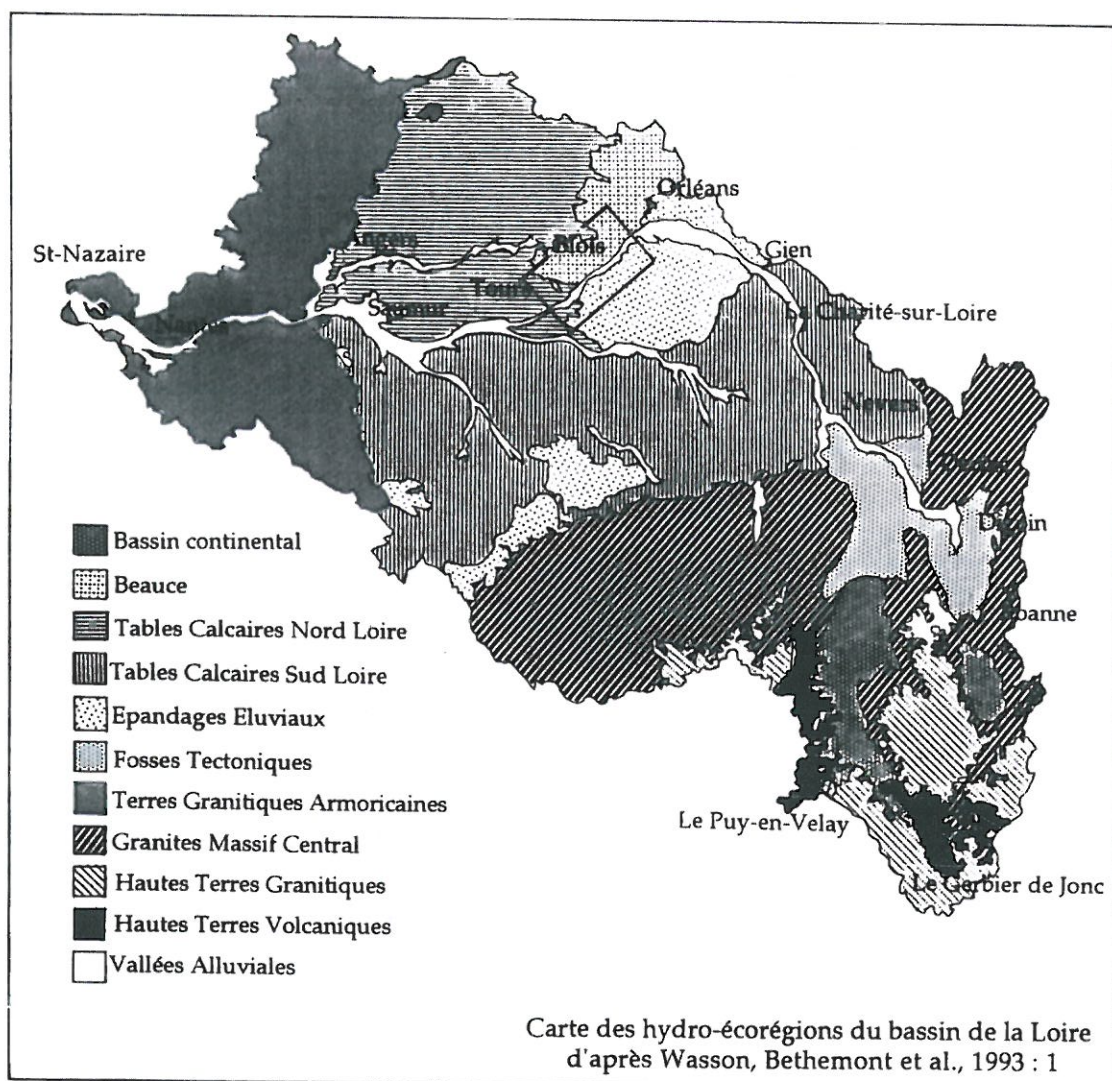 Orléans
Blois
Gien
Angers
St-Nazaire
Tours
Saumur
La Charité-sur-Loire
Nantes
Nevers
Digoin
Roanne
Le Puy-en-Velay
Le Gerbier de Jonc
Bassin continental
Beauce
Tables Calcaires Nord Loire
Tables Calcaires Sud Loire
Epandages Eluviaux
Fosses Tectoniques
Terres Granitiques Armoricaines
Granites Massif Central
Hautes Terres Granitiques
Hautes Terres Volcaniques
Vallées Alluviales
Carte des hydro-écorégions du bassin de la Loire
d'après Wasson, Bethemont et al., 1993 : 1